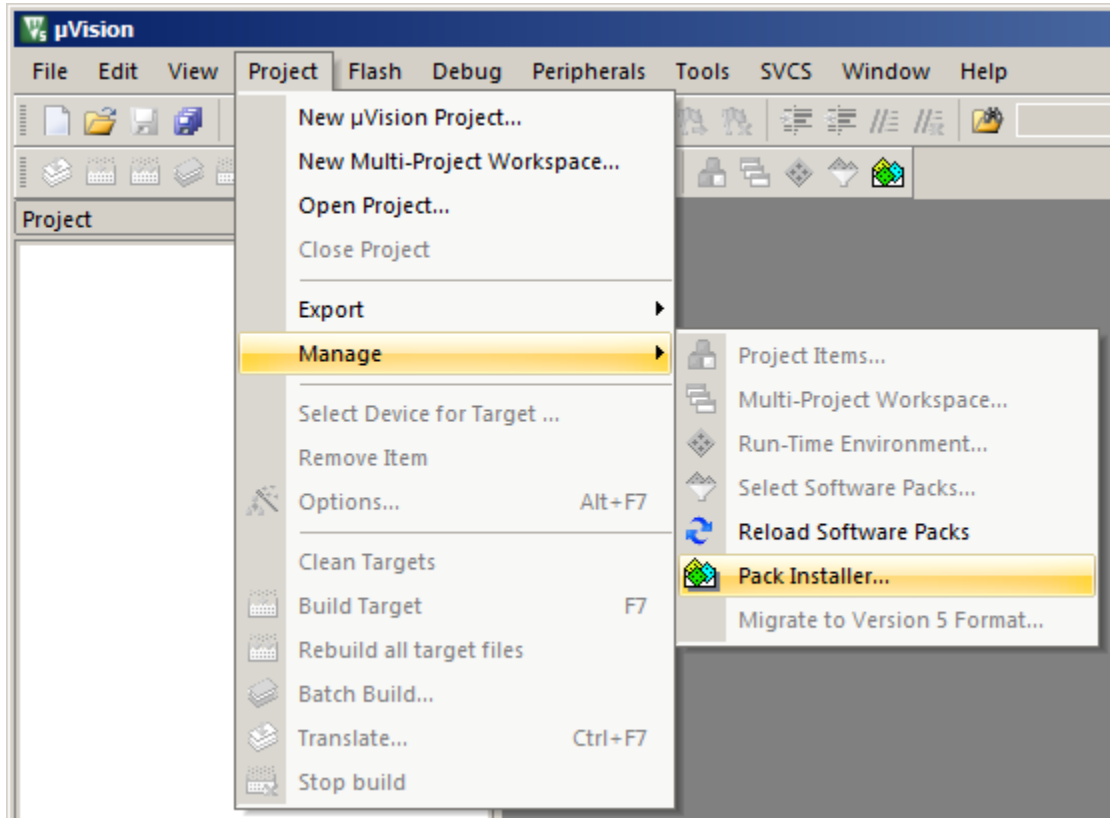 µVision
File Edit View Project Flash Debug Peripherals Tools SVCS Window Help
Project
New µVision Project...
New Multi-Project Workspace...
Open Project...
Close Project
Export
Manage
Select Device for Target ...
Remove Item
Options... Alt+F7
Clean Targets
Build Target F7
Rebuild all target files
Batch Build...
Translate... Ctrl+F7
Stop build
Project Items...
Multi-Project Workspace...
Run-Time Environment...
Select Software Packs...
Reload Software Packs
Pack Installer...
Migrate to Version 5 Format...